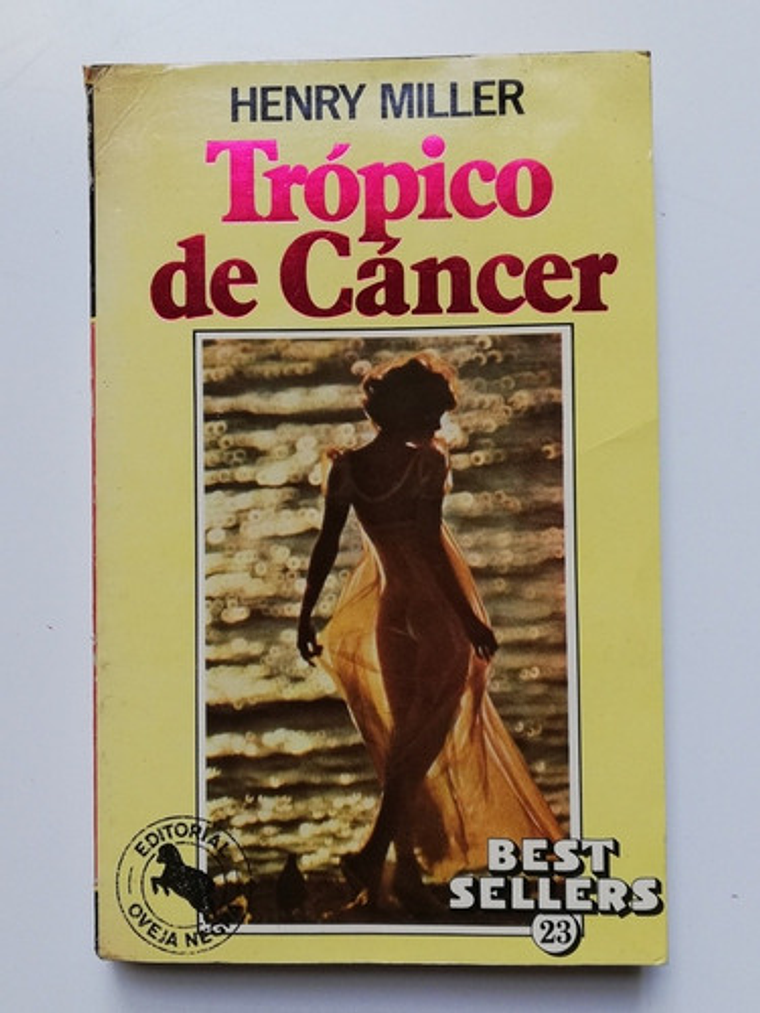 HENRY MILLER
Trópico
de Cáncer
EDITORIAL
OVEJA NEGRA
BEST
SELLERS
23